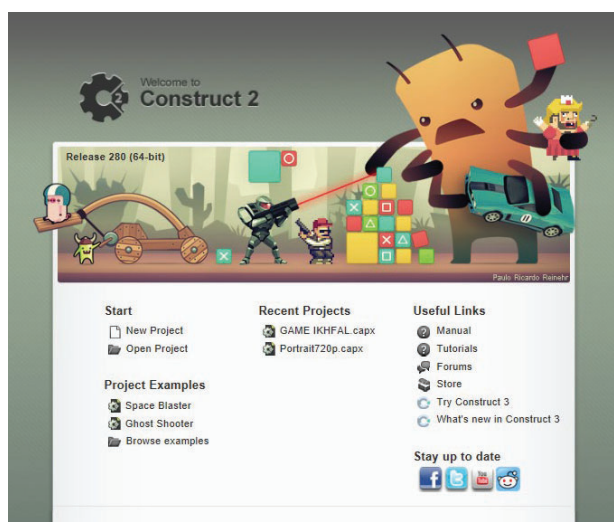 Welcome to
Construct 2
Release 280 (64-bit)
Paulo Ricardo Reinehr
Start
New Project
Open Project
Project Examples
Space Blaster
Ghost Shooter
Browse examples
Recent Projects
GAME IKHFAL.capx
Portrait720p.capx
Useful Links
Manual
Tutorials
Forums
Store
Try Construct 3
What's new in Construct 3
Stay up to date